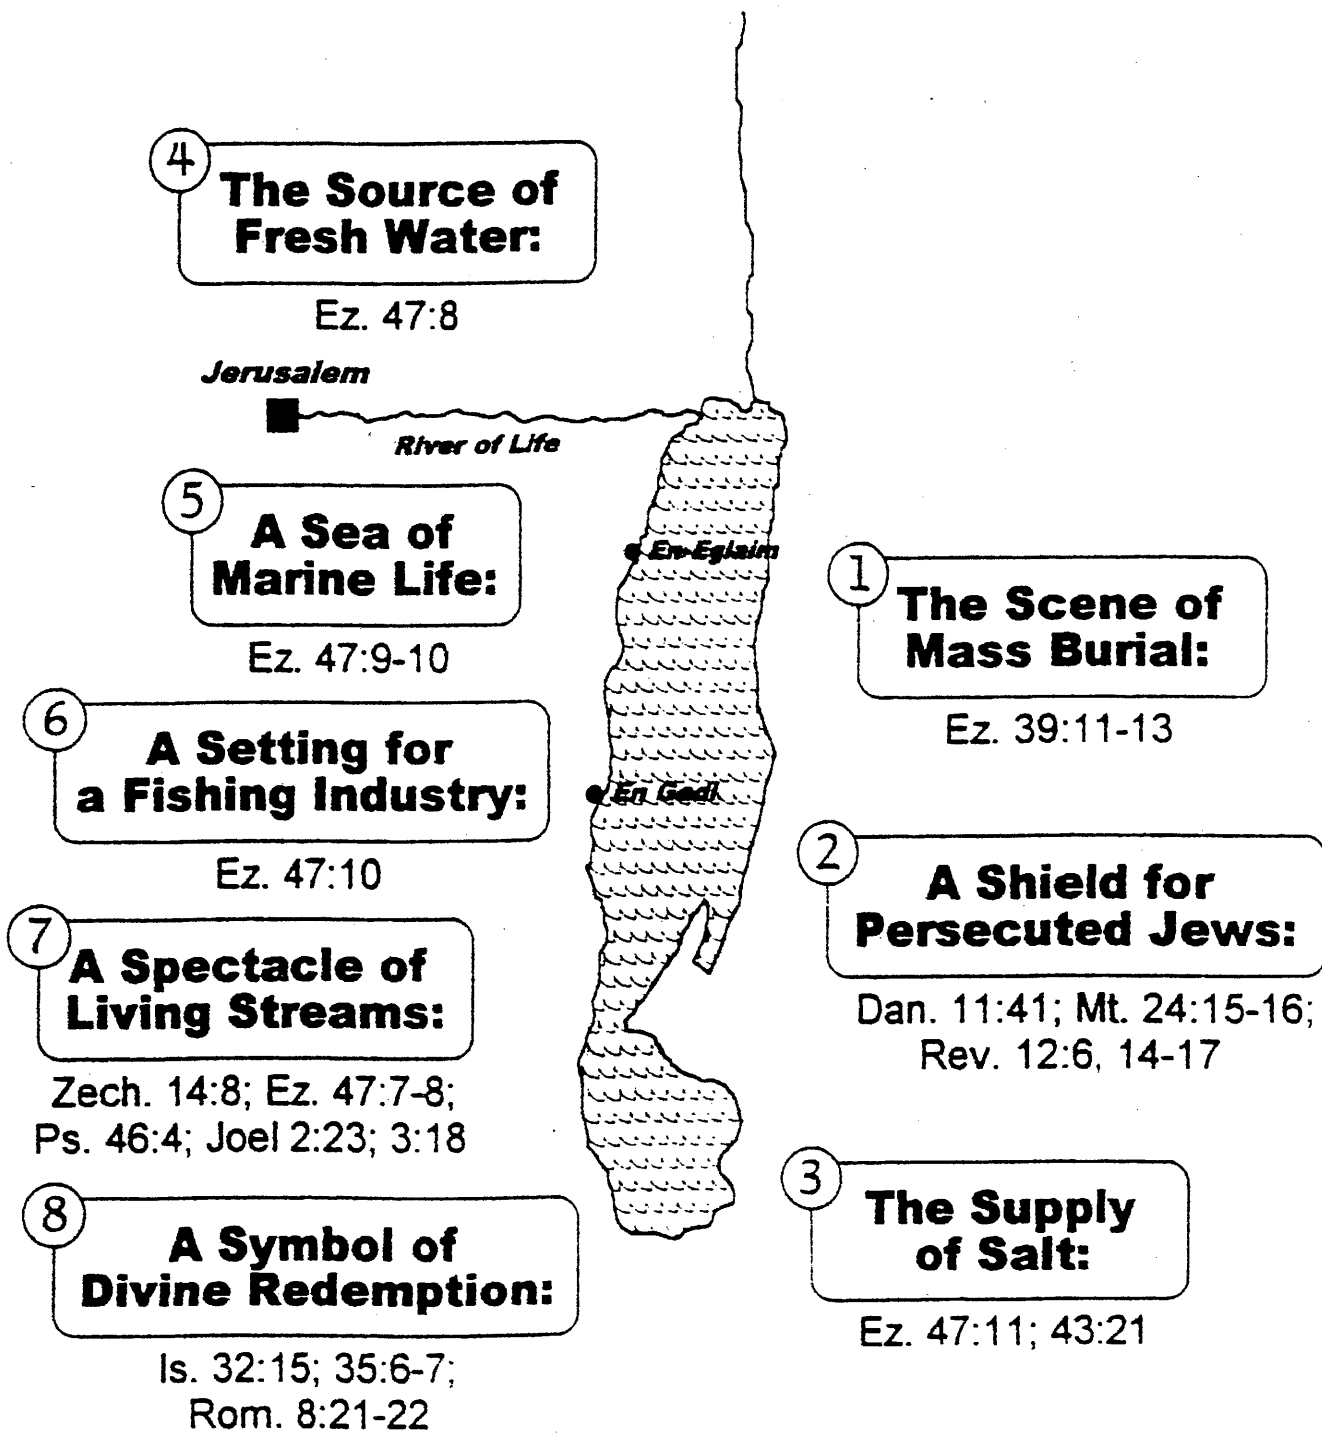 4
The Source of
Fresh Water:
Ez. 47:8
Jerusalem
River of Life
5
A Sea of
Marine Life:
Ez. 47:9-10
En-Eglaim
1
The Scene of
Mass Burial:
Ez. 39:11-13
6
A Setting for
a Fishing Industry:
Ez. 47:10
En Gedi
2
A Shield for
Persecuted Jews:
Dan. 11:41; Mt. 24:15-16;
Rev. 12:6, 14-17
7
A Spectacle of
Living Streams:
Zech. 14:8; Ez. 47:7-8;
Ps. 46:4; Joel 2:23; 3:18
3
The Supply
of Salt:
Ez. 47:11; 43:21
8
A Symbol of
Divine Redemption:
Is. 32:15; 35:6-7;
Rom. 8:21-22